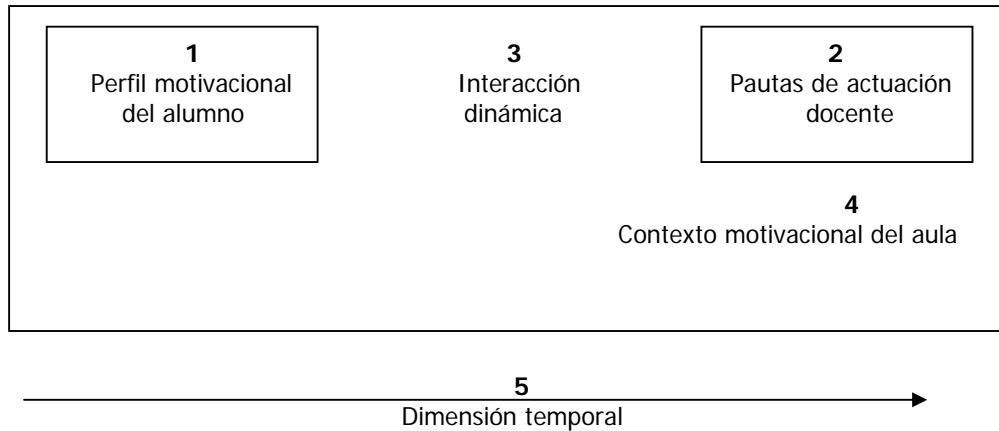 1
Perfil motivacional
del alumno
3
Interacción
dinámica
2
Pautas de actuación
docente
4
Contexto motivacional del aula
5
Dimensión temporal